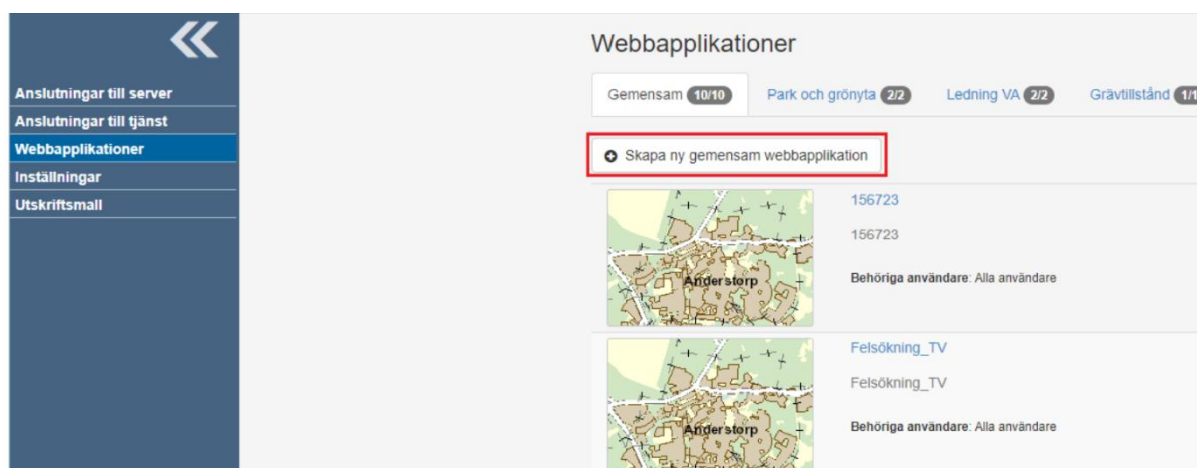 Anslutningar till server
Anslutningar till tjänst
Webbapplikationer
Inställningar
Utskriftsmall
Webbapplikationer
Gemensam 10/10 Park och grönyta 2/2 Ledning VA 2/2 Grävtillstånd 1/1
Skapa ny gemensam webbapplikation
Anderstorp
156723
156723
Behöriga användare: Alla användare
Anderstorp
Felsökning_TV
Felsökning_TV
Behöriga användare: Alla användare